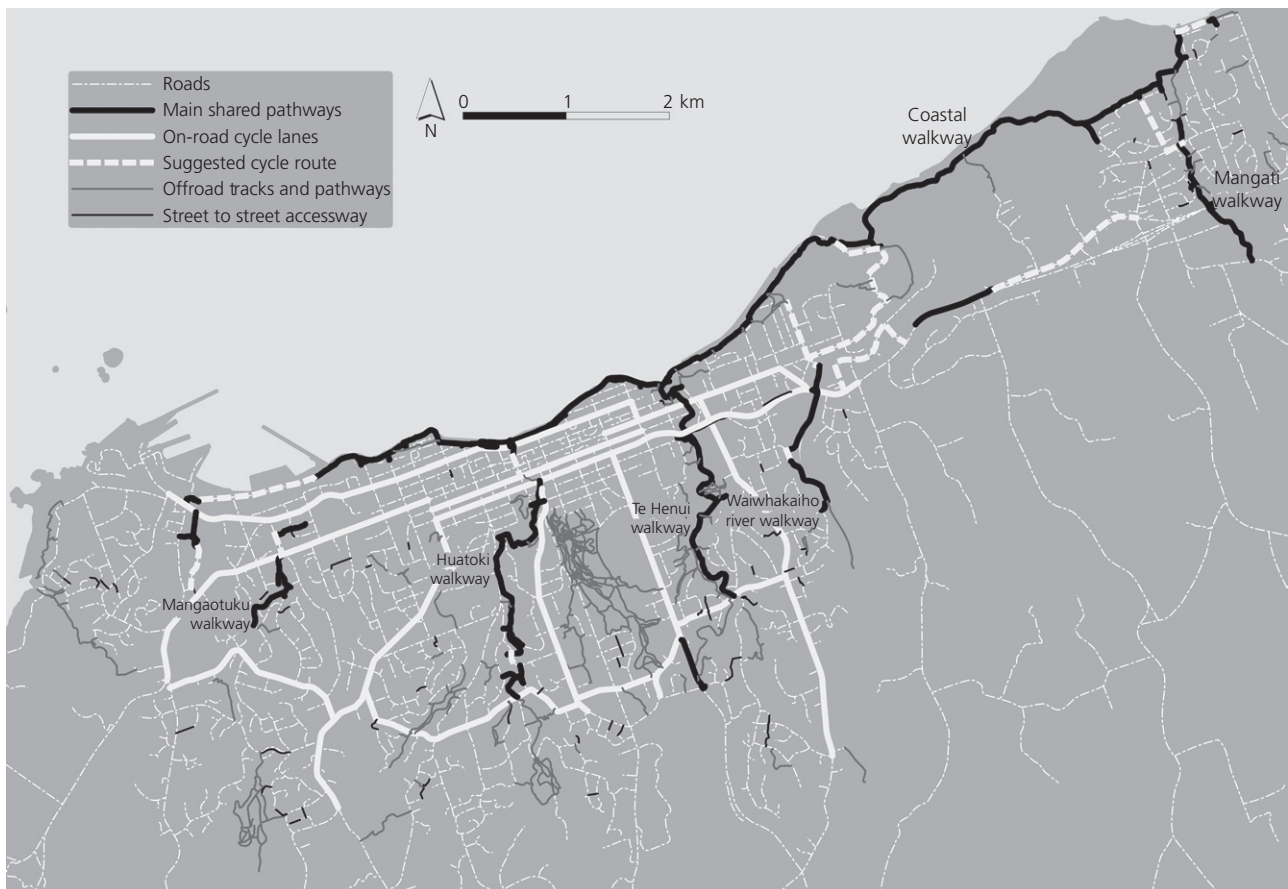 Roads
Main shared pathways
On-road cycle lanes
Suggested cycle route
Offroad tracks and pathways
Street to street accessway
N
0 1 2 km
Coastal
walkway
Mangati
walkway
Te Henui
walkway
Waiwhakaiho
river walkway
Huatoki
walkway
Mangaotuku
walkway